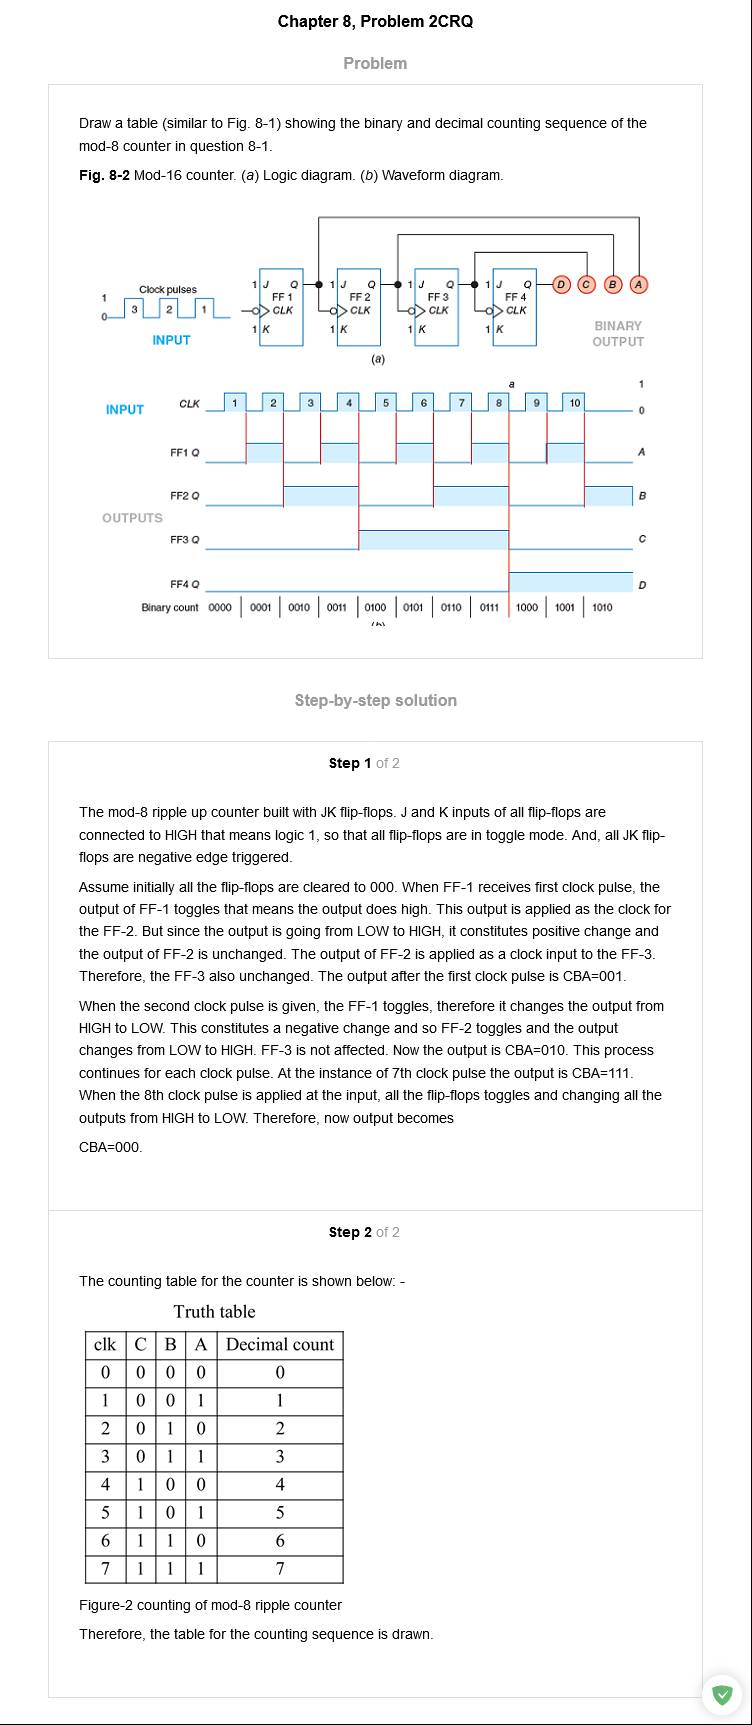 Chapter 8, Problem 2CRQ
Problem
Draw a table (similar to Fig. 8-1) showing the binary and decimal counting sequence of the
mod-8 counter in question 8-1.
Fig. 8-2 Mod-16 counter. (a) Logic diagram. (b) Waveform diagram.
Clock pulses
1
0
3 2 1
INPUT
1 J Q 1 J Q 1 J Q 1 J Q D C B A
FF 1 FF 2 FF 3 FF 4
CLK CLK CLK CLK
1 K 1 K 1 K 1 K
BINARY
OUTPUT
(a)
a
INPUT CLK 1 2 3 4 5 6 7 8 9 10 1 0
FF1 Q A
FF2 Q B
OUTPUTS
FF3 Q C
FF4 Q D
Binary count 0000 0001 0010 0011 0100 0101 0110 0111 1000 1001 1010
Step-by-step solution
Step 1 of 2
The mod-8 ripple up counter built with JK flip-flops. J and K inputs of all flip-flops are
connected to HIGH that means logic 1, so that all flip-flops are in toggle mode. And, all JK flip-
flops are negative edge triggered.
Assume initially all the flip-flops are cleared to 000. When FF-1 receives first clock pulse, the
output of FF-1 toggles that means the output does high. This output is applied as the clock for
the FF-2. But since the output is going from LOW to HIGH, it constitutes positive change and
the output of FF-2 is unchanged. The output of FF-2 is applied as a clock input to the FF-3.
Therefore, the FF-3 also unchanged. The output after the first clock pulse is CBA=001.
When the second clock pulse is given, the FF-1 toggles, therefore it changes the output from
HIGH to LOW. This constitutes a negative change and so FF-2 toggles and the output
changes from LOW to HIGH. FF-3 is not affected. Now the output is CBA=010. This process
continues for each clock pulse. At the instance of 7th clock pulse the output is CBA=111.
When the 8th clock pulse is applied at the input, all the flip-flops toggles and changing all the
outputs from HIGH to LOW. Therefore, now output becomes
CBA=000.
Step 2 of 2
The counting table for the counter is shown below: -
Truth table
clk C B A Decimal count
0 0 0 0 0
1 0 0 1 1
2 0 1 0 2
3 0 1 1 3
4 1 0 0 4
5 1 0 1 5
6 1 1 0 6
7 1 1 1 7
Figure-2 counting of mod-8 ripple counter
Therefore, the table for the counting sequence is drawn.